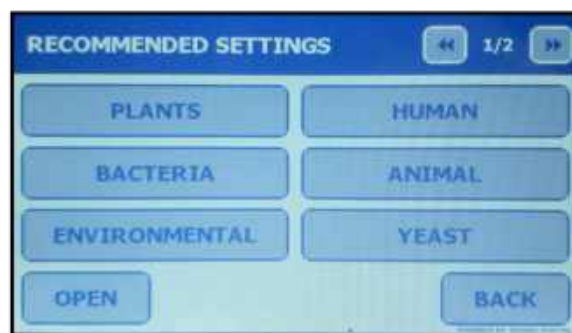 RECOMMENDED SETTINGS 1/2
PLANTS HUMAN
BACTERIA ANIMAL
ENVIRONMENTAL YEAST
OPEN BACK